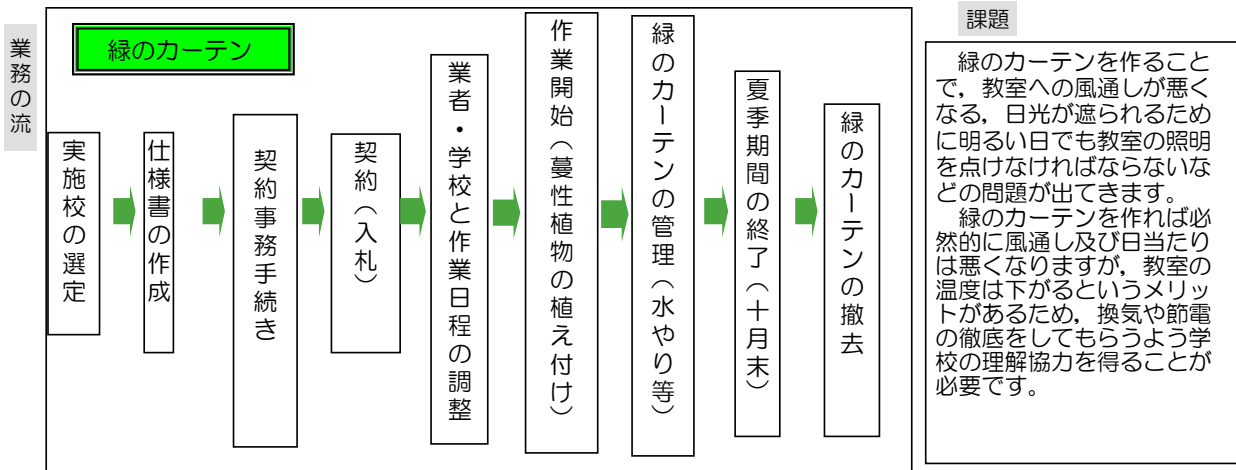 業務の流
緑のカーテン
実施校の選定
仕様書の作成
契約事務手続き
契約(入札)
業者・学校と作業日程の調整
作業開始(蔓性植物の植え付け)
緑のカーテンの管理(水やり等)
夏季期間の終了(十月末)
緑のカーテンの撤去
課題
緑のカーテンを作ること
で，教室への風通しが悪く
なる，日光が遮られるため
に明るい日でも教室の照明
を点けなければならないな
どの問題が出てきます。
緑のカーテンを作れば必
然的に風通し及び日当たり
は悪くなりますが，教室の
温度は下がるというメリッ
トがあるため，換気や節電
の徹底をしてもらうよう学
校の理解協力を得ることが
必要です。